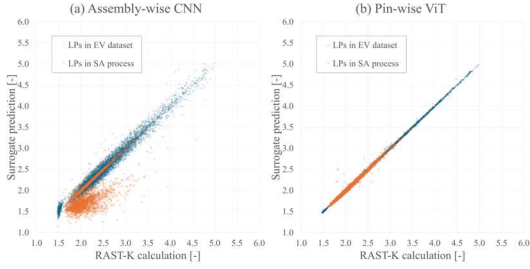 (a) Assembly-wise CNN
6.0
5.5
5.0
4.5
4.0
3.5
3.0
2.5
2.0
1.5
1.0
Surrogate prediction [-]
LPs in EV dataset
LPs in SA process
1.0 1.5 2.0 2.5 3.0 3.5 4.0 4.5 5.0 5.5 6.0
RAST-K calculation [-]
(b) Pin-wise ViT
6.0
5.5
5.0
4.5
4.0
3.5
3.0
2.5
2.0
1.5
1.0
Surrogate prediction [-]
LPs in EV dataset
LPs in SA process
1.0 1.5 2.0 2.5 3.0 3.5 4.0 4.5 5.0 5.5 6.0
RAST-K calculation [-]